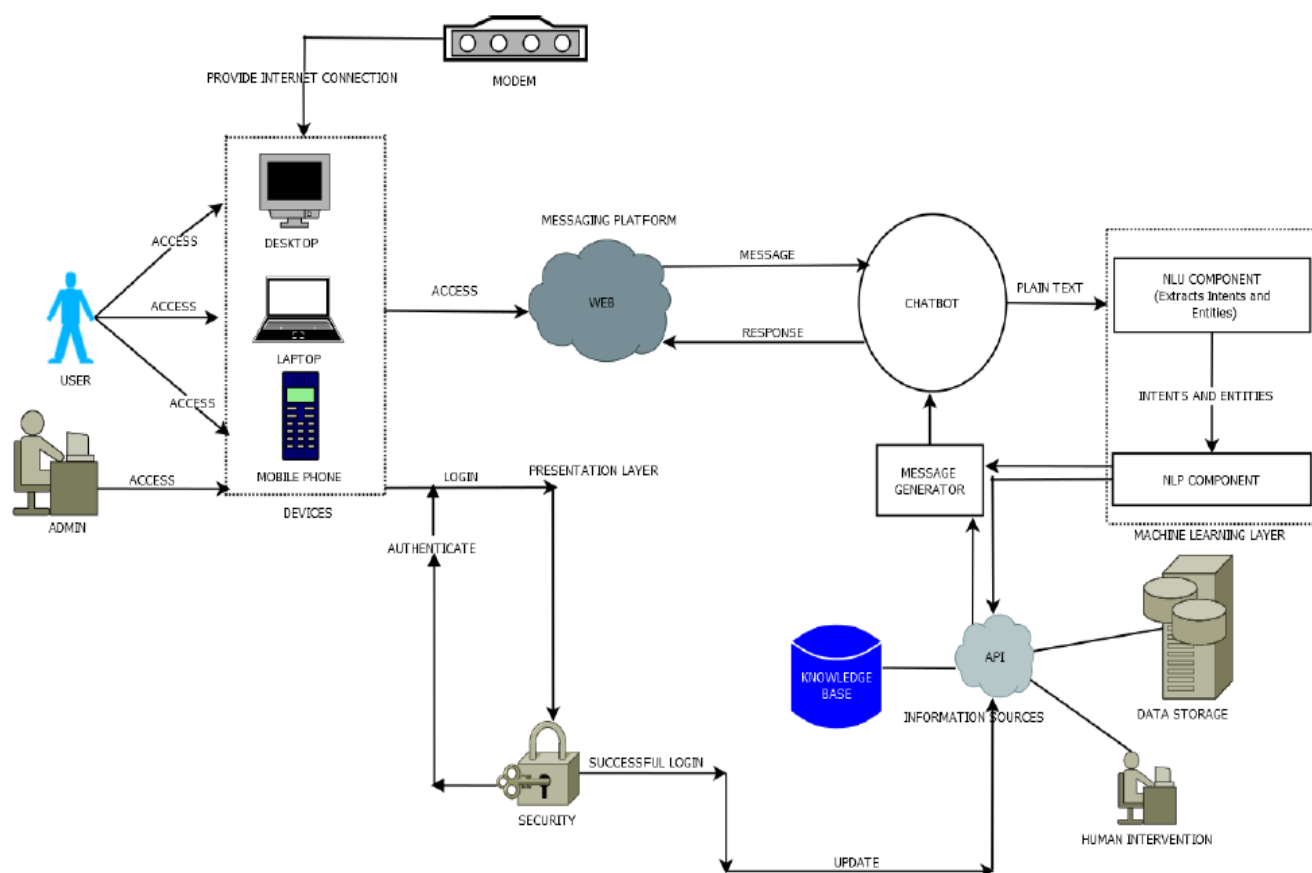 MODEM
PROVIDE INTERNET CONNECTION
DESKTOP
LAPTOP
MOBILE PHONE
DEVICES
ACCESS
ACCESS
ACCESS
USER
ACCESS
ADMIN
ACCESS
MESSAGING PLATFORM
WEB
MESSAGE
RESPONSE
CHATBOT
PLAIN TEXT
NLU COMPONENT
(Extracts Intents and
Entities)
INTENTS AND ENTITIES
NLP COMPONENT
MACHINE LEARNING LAYER
MESSAGE
GENERATOR
LOGIN
PRESENTATION LAYER
AUTHENTICATE
SECURITY
SUCCESSFUL LOGIN
UPDATE
KNOWLEDGE
BASE
API
INFORMATION SOURCES
DATA STORAGE
HUMAN INTERVENTION